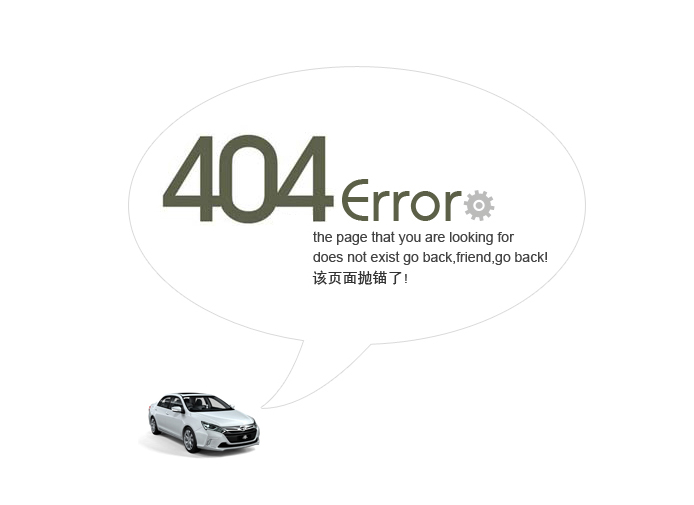 404 Error
the page that you are looking for
does not exist go back,friend,go back!
该页面抛锚了!